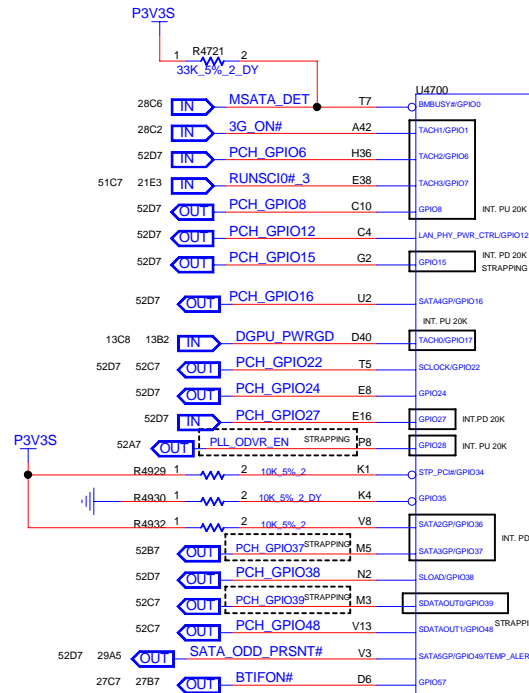 P3V3S
1 R4721 2
33K_5%_2_DY
U4700
28C6 IN MSATA_DET T7 BMBUSY#/GPIO0
28C2 IN 3G_ON# A42 TACH1/GPIO1
52D7 IN PCH_GPIO6 H36 TACH2/GPIO6
51C7 21E3 IN RUNSCI0#_3 E38 TACH3/GPIO7
52D7 OUT PCH_GPIO8 C10 GPIO8 INT. PU 20K
52D7 OUT PCH_GPIO12 C4 LAN_PHY_PWR_CTRL/GPIO12
52D7 OUT PCH_GPIO15 G2 GPIO15 INT. PD 20K
STRAPPING
52D7 OUT PCH_GPIO16 U2 SATA4GP/GPIO16
INT. PU 20K
13C8 13B2 IN DGPU_PWRGD D40 TACH0/GPIO17
52D7 52C7 OUT PCH_GPIO22 T5 SCLOCK/GPIO22
52D7 OUT PCH_GPIO24 E8 GPIO24
52D7 IN PCH_GPIO27 E16 GPIO27 INT.PD 20K
P3V3S
52A7 OUT PLL_ODVR_EN STRAPPING P8 GPIO28 INT. PU 20K
R4929 1 2 10K_5%_2 K1 STP_PCI#/GPIO34
R4930 1 2 10K_5%_2_DY K4 GPIO35
R4932 1 2 10K_5%_2 V8 SATA2GP/GPIO36
INT. PD
52B7 OUT PCH_GPIO37 STRAPPING M5 SATA3GP/GPIO37
52D7 OUT PCH_GPIO38 N2 SLOAD/GPIO38
52C7 OUT PCH_GPIO39 STRAPPING M3 SDATAOUT0/GPIO39
STRAPPI
52C7 OUT PCH_GPIO48 V13 SDATAOUT1/GPIO48
52D7 29A5 OUT SATA_ODD_PRSNT# V3 SATA5GP/GPIO49/TEMP_ALER
27C7 27B7 OUT BTIFON# D6 GPIO57